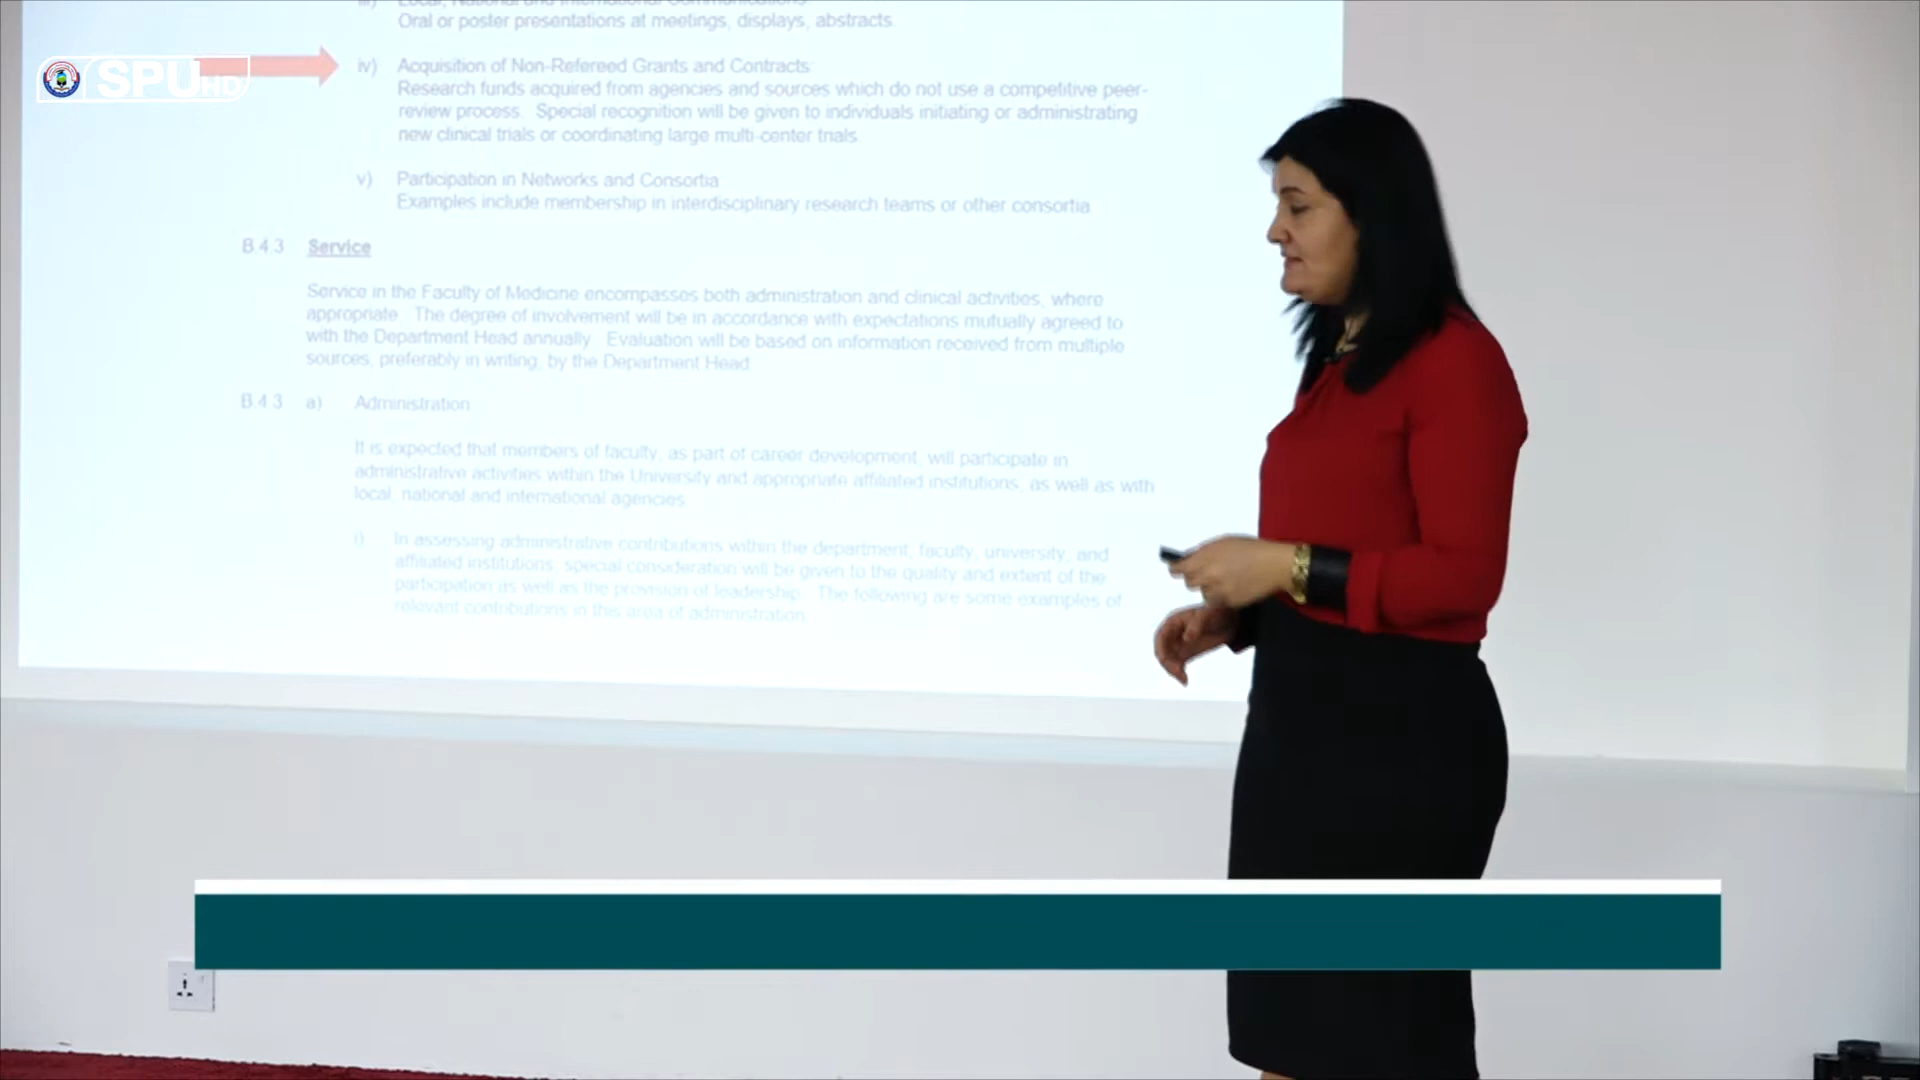 iii) Local, National and International Communications
Oral or poster presentations at meetings, displays, abstracts.
SPU HD
iv) Acquisition of Non-Refereed Grants and Contracts
Research funds acquired from agencies and sources which do not use a competitive peer-
review process. Special recognition will be given to individuals initiating or administrating
new clinical trials or coordinating large multi-center trials.
v) Participation in Networks and Consortia
Examples include membership in interdisciplinary research teams or other consortia
B.4.3 Service
Service in the Faculty of Medicine encompasses both administration and clinical activities, where
appropriate. The degree of involvement will be in accordance with expectations mutually agreed to
with the Department Head annually. Evaluation will be based on information received from multiple
sources, preferably in writing, by the Department Head.
B.4.3 a) Administration
It is expected that members of faculty, as part of career development, will participate in
administrative activities within the University and appropriate affiliated institutions, as well as with
local, national and international agencies.
i) In assessing administrative contributions within the department, faculty, university, and
affiliated institutions, special consideration will be given to the quality and extent of the
participation as well as the provision of leadership. The following are some examples of
relevant contributions in this area of administration: